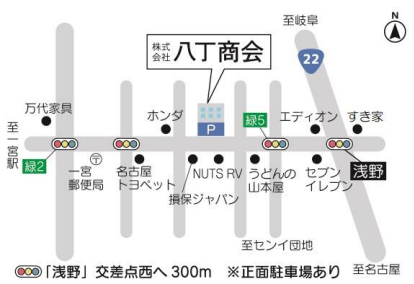 N
至岐阜
22
株式
会社 八丁商会
万代家具
ホンダ
緑5
エディオン
すき家
P
至一宮駅
緑2
〒
一宮
郵便局
名古屋
トヨペット
NUTS RV
損保ジャパン
うどんの
山本屋
セブン
イレブン
浅野
至センイ団地
至名古屋
「浅野」交差点西へ300m ※正面駐車場あり